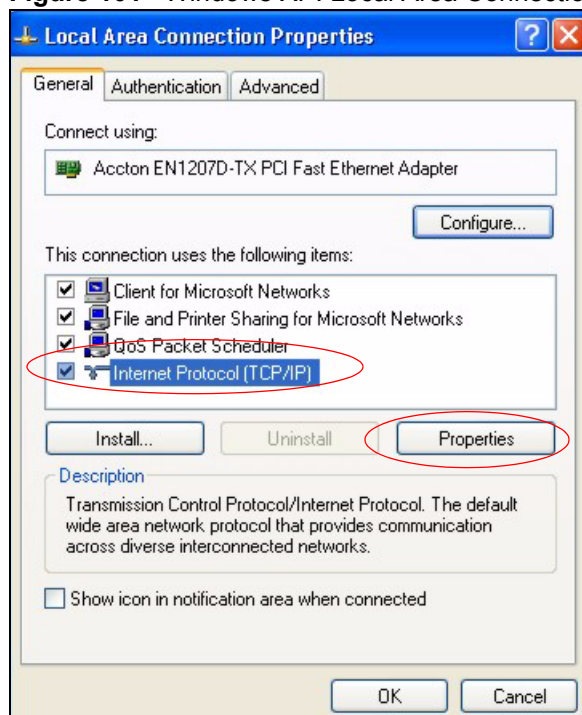 Local Area Connection Properties
General Authentication Advanced
Connect using:
Accton EN1207D-TX PCI Fast Ethernet Adapter
Configure...
This connection uses the following items:
Client for Microsoft Networks
File and Printer Sharing for Microsoft Networks
QoS Packet Scheduler
Internet Protocol (TCP/IP)
Install... Uninstall Properties
Description
Transmission Control Protocol/Internet Protocol. The default
wide area network protocol that provides communication
across diverse interconnected networks.
Show icon in notification area when connected
OK Cancel